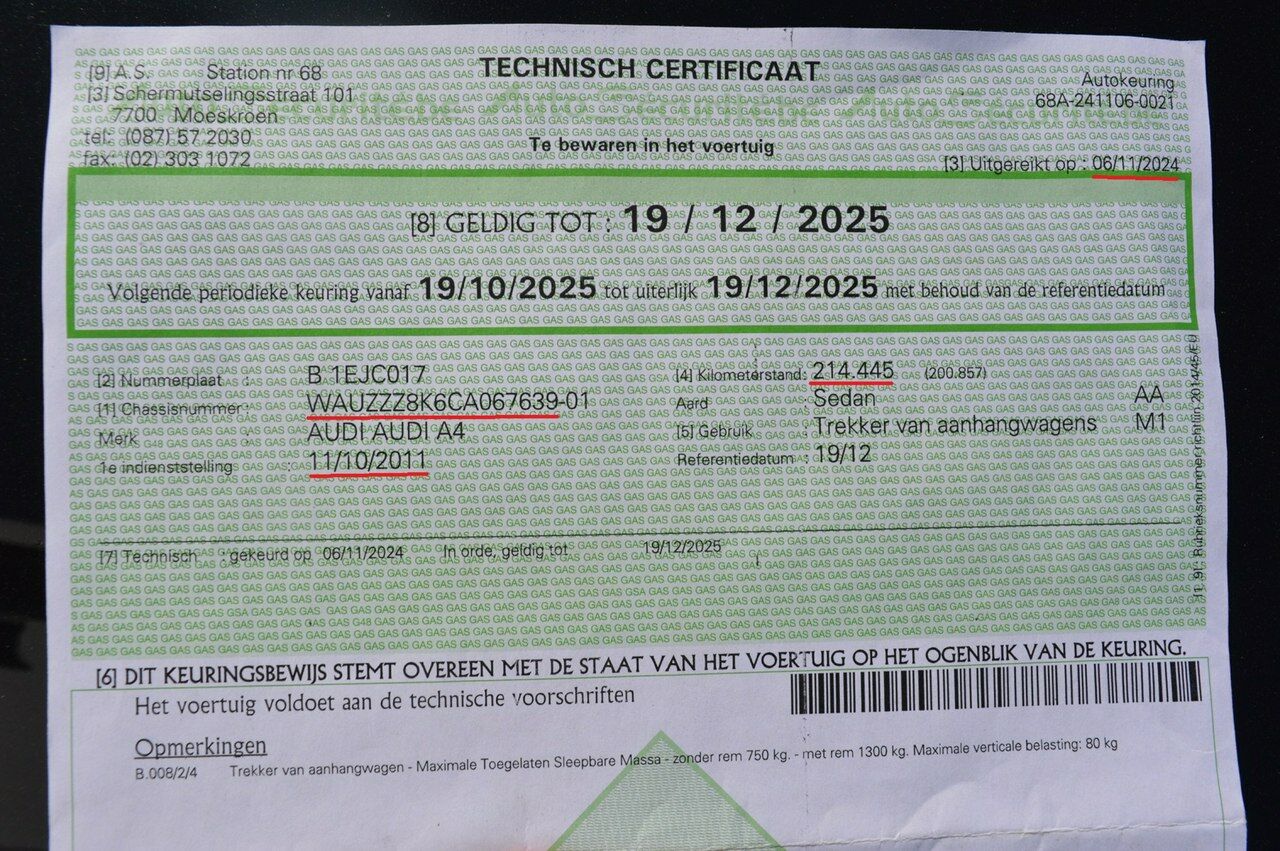 TECHNISCH CERTIFICAAT
[9] A.S. Station nr 68
[3] Schermutselingsstraat 101
7700 Moeskroen
tel: (087) 57 2030
fax: (02) 303 1072
Autokeuring
68A-241106-0021
Te bewaren in het voertuig
[3] Uitgereikt op : 06/11/2024
[8] GELDIG TOT : 19 / 12 / 2025
Volgende periodieke keuring vanaf 19/10/2025 tot uiterlijk 19/12/2025 met behoud van de referentiedatum
[2] Nummerplaat : B 1EJC017
[1] Chassisnummer : WAUZZZ8K6CA067639-01
Merk : AUDI AUDI A4
1e indienststelling : 11/10/2011
[4] Kilometerstand: 214.445 (200.857)
Aard : Sedan AA
[5] Gebruik : Trekker van aanhangwagens M1
Referentiedatum : 19/12
[7] Technisch : gekeurd op 06/11/2024 In orde, geldig tot 19/12/2025
[6] DIT KEURINGSBEWIJS STEMT OVEREEN MET DE STAAT VAN HET VOERTUIG OP HET OGENBLIK VAN DE KEURING.
Het voertuig voldoet aan de technische voorschriften
Opmerkingen
B.008/2/4 Trekker van aanhangwagen - Maximale Toegelaten Sleepbare Massa - zonder rem 750 kg. - met rem 1300 kg. Maximale verticale belasting: 80 kg